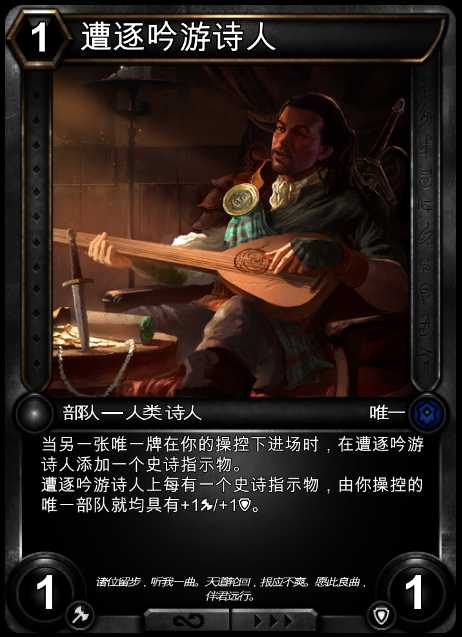 1
遭逐吟游诗人
部队 — 人类 诗人 唯一
当另一张唯一牌在你的操控下进场时，在遭逐吟游
诗人添加一个史诗指示物。
遭逐吟游诗人上每有一个史诗指示物，由你操控的
唯一部队就均具有+1/+1。
诸位留步，听我一曲。天道轮回，报应不爽。愿此良曲，
伴君远行。
1
1